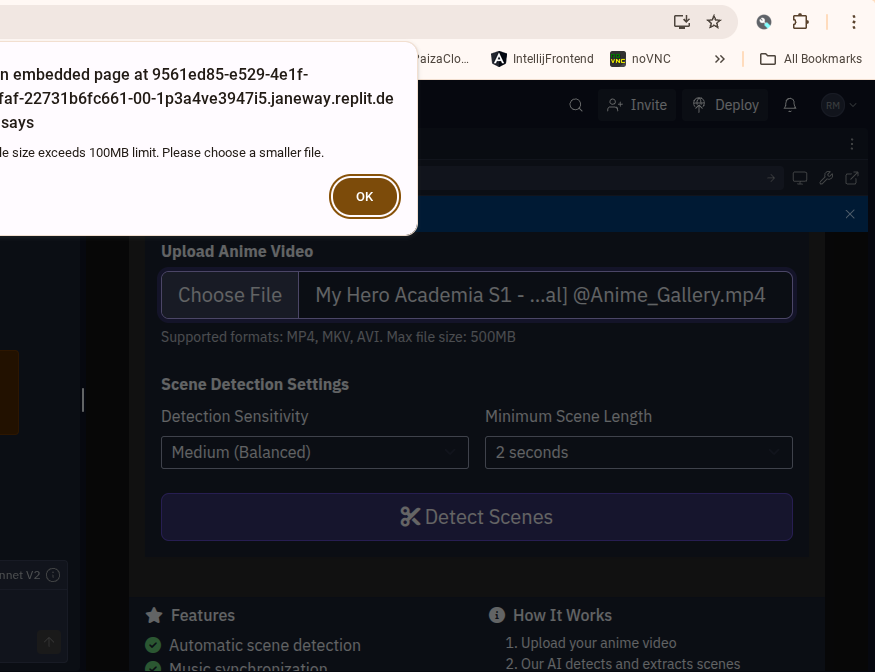 aizaClo...
IntellijFrontend
noVNC
All Bookmarks
n embedded page at 9561ed85-e529-4e1f-
faf-22731b6fc661-00-1p3a4ve3947i5.janeway.replit.de
says
le size exceeds 100MB limit. Please choose a smaller file.
OK
Invite
Deploy
RM
Upload Anime Video
Choose File
My Hero Academia S1 - ...al] @Anime_Gallery.mp4
Supported formats: MP4, MKV, AVI. Max file size: 500MB
Scene Detection Settings
Detection Sensitivity
Minimum Scene Length
Medium (Balanced)
2 seconds
Detect Scenes
nnet V2
Features
How It Works
Automatic scene detection
1. Upload your anime video
Music synchronization
2. Our AI detects and extracts scenes